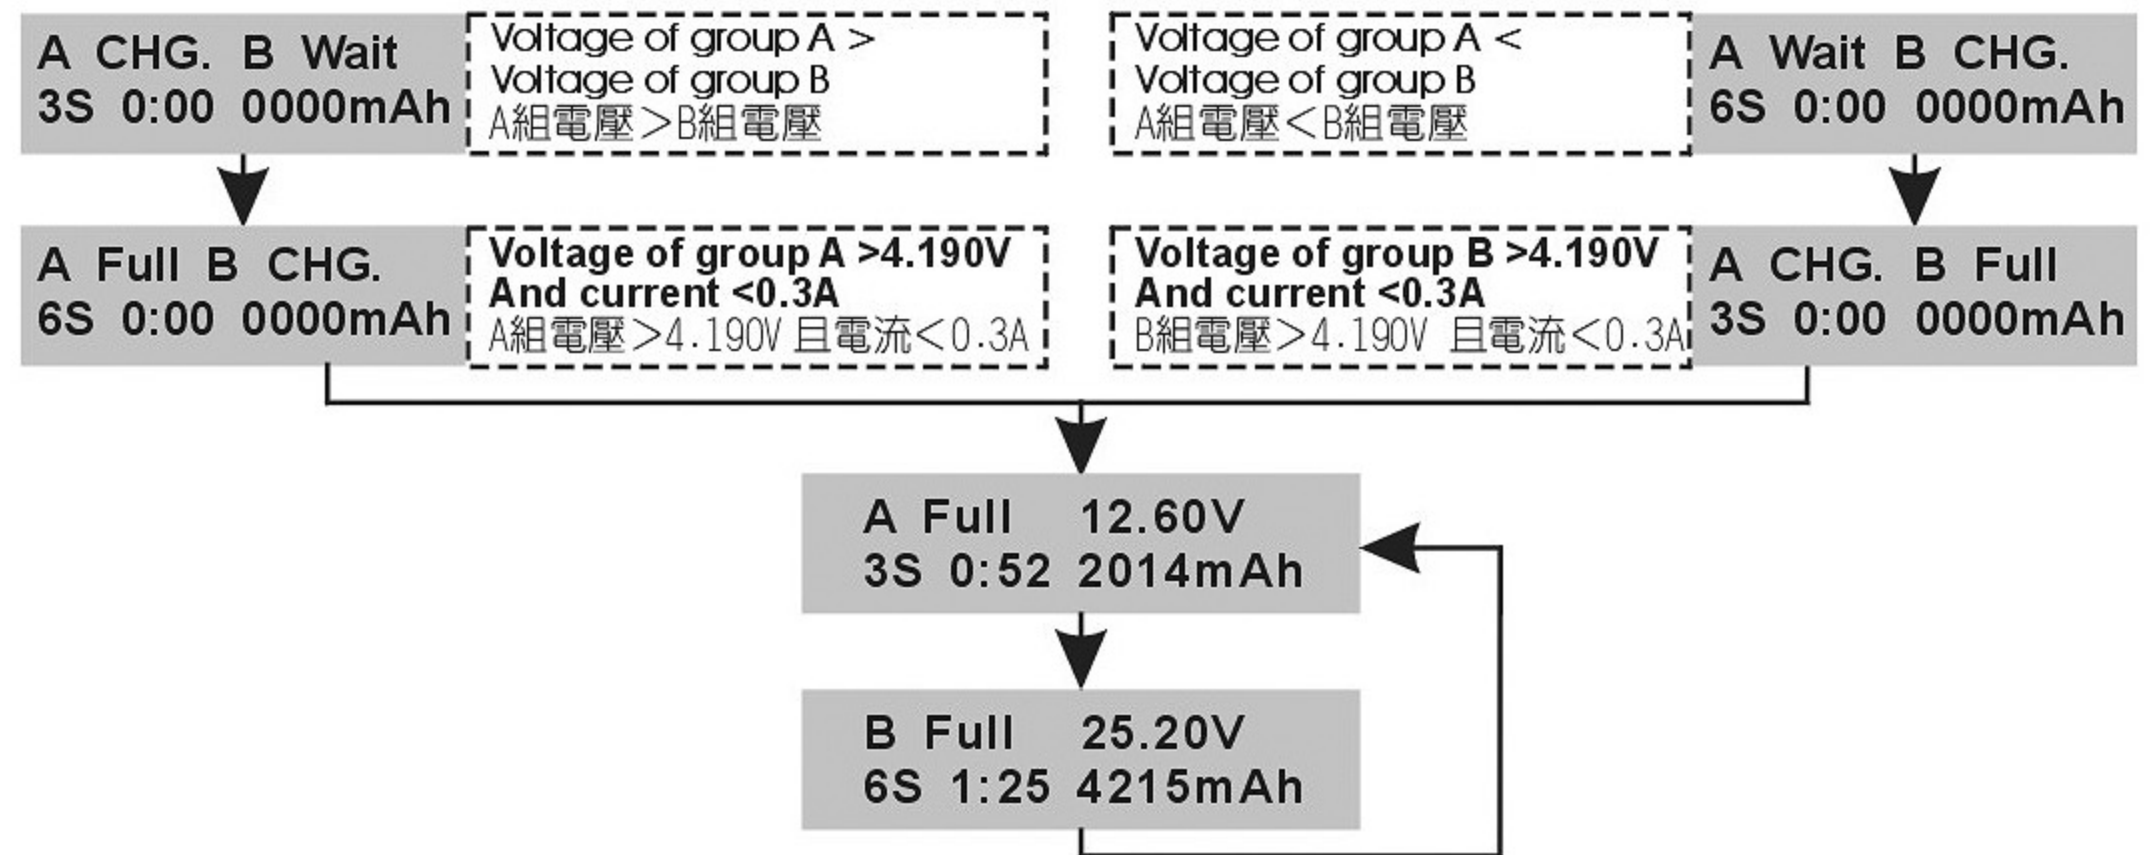 A CHG. B Wait
3S 0:00 0000mAh
Voltage of group A >
Voltage of group B
A組電壓>B組電壓
Voltage of group A <
Voltage of group B
A組電壓<B組電壓
A Wait B CHG.
6S 0:00 0000mAh
A Full B CHG.
6S 0:00 0000mAh
Voltage of group A >4.190V
And current <0.3A
A組電壓>4.190V 且電流<0.3A
Voltage of group B >4.190V
And current <0.3A
B組電壓>4.190V 且電流<0.3A
A CHG. B Full
3S 0:00 0000mAh
A Full 12.60V
3S 0:52 2014mAh
B Full 25.20V
6S 1:25 4215mAh